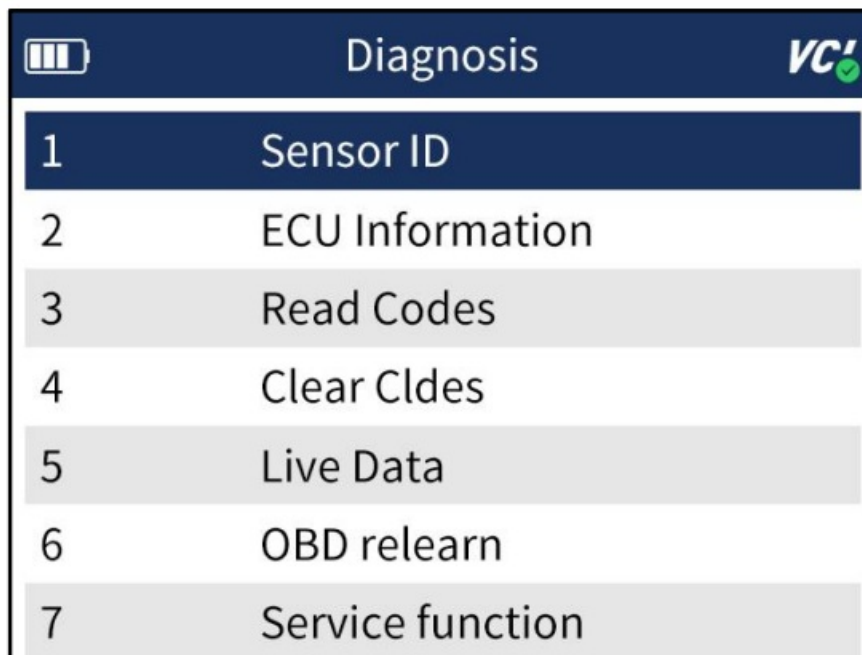 Diagnosis VCI
1 Sensor ID
2 ECU Information
3 Read Codes
4 Clear Cldes
5 Live Data
6 OBD relearn
7 Service function